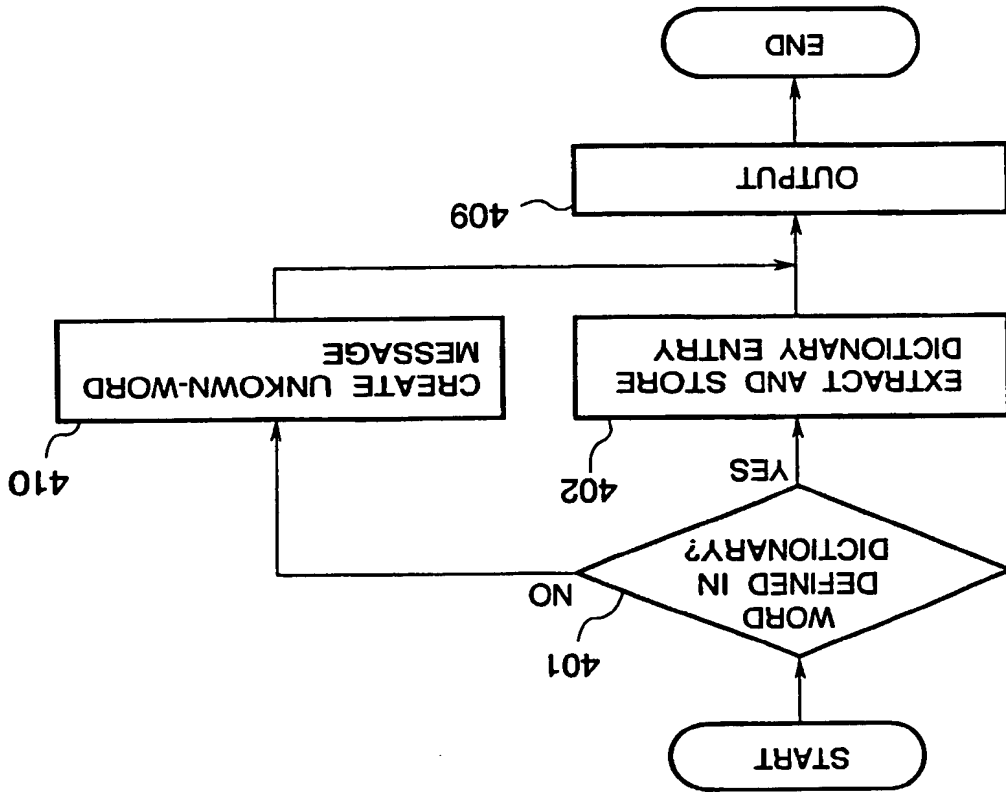 START
401
WORD
DEFINED IN
DICTIONARY?
NO
YES
402
EXTRACT AND STORE
DICTIONARY ENTRY
410
CREATE UNKOWN-WORD
MESSAGE
409
OUTPUT
END